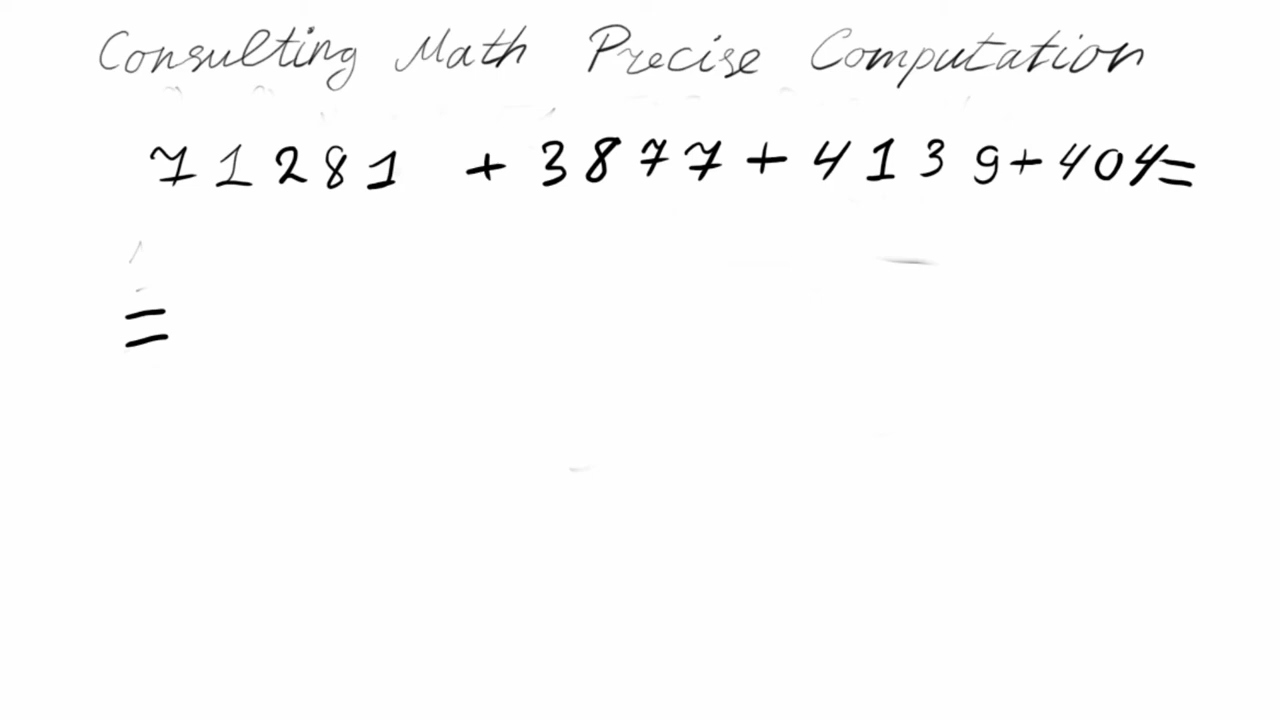 Consulting Math Precise Computation
71281 + 3877 + 4139 + 404 =
=